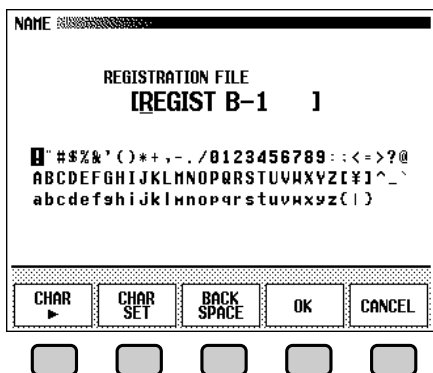 NAME
REGISTRATION FILE
[REGIST B-1 ]
!"#$%&'()*+,-./0123456789:;<=>?@
ABCDEFGHIJKLMNOPQRSTUVWXYZ[¥]^_`
abcdefghijklmnopqrstuvwxyz{|}
CHAR ►
CHAR SET
BACK SPACE
OK
CANCEL